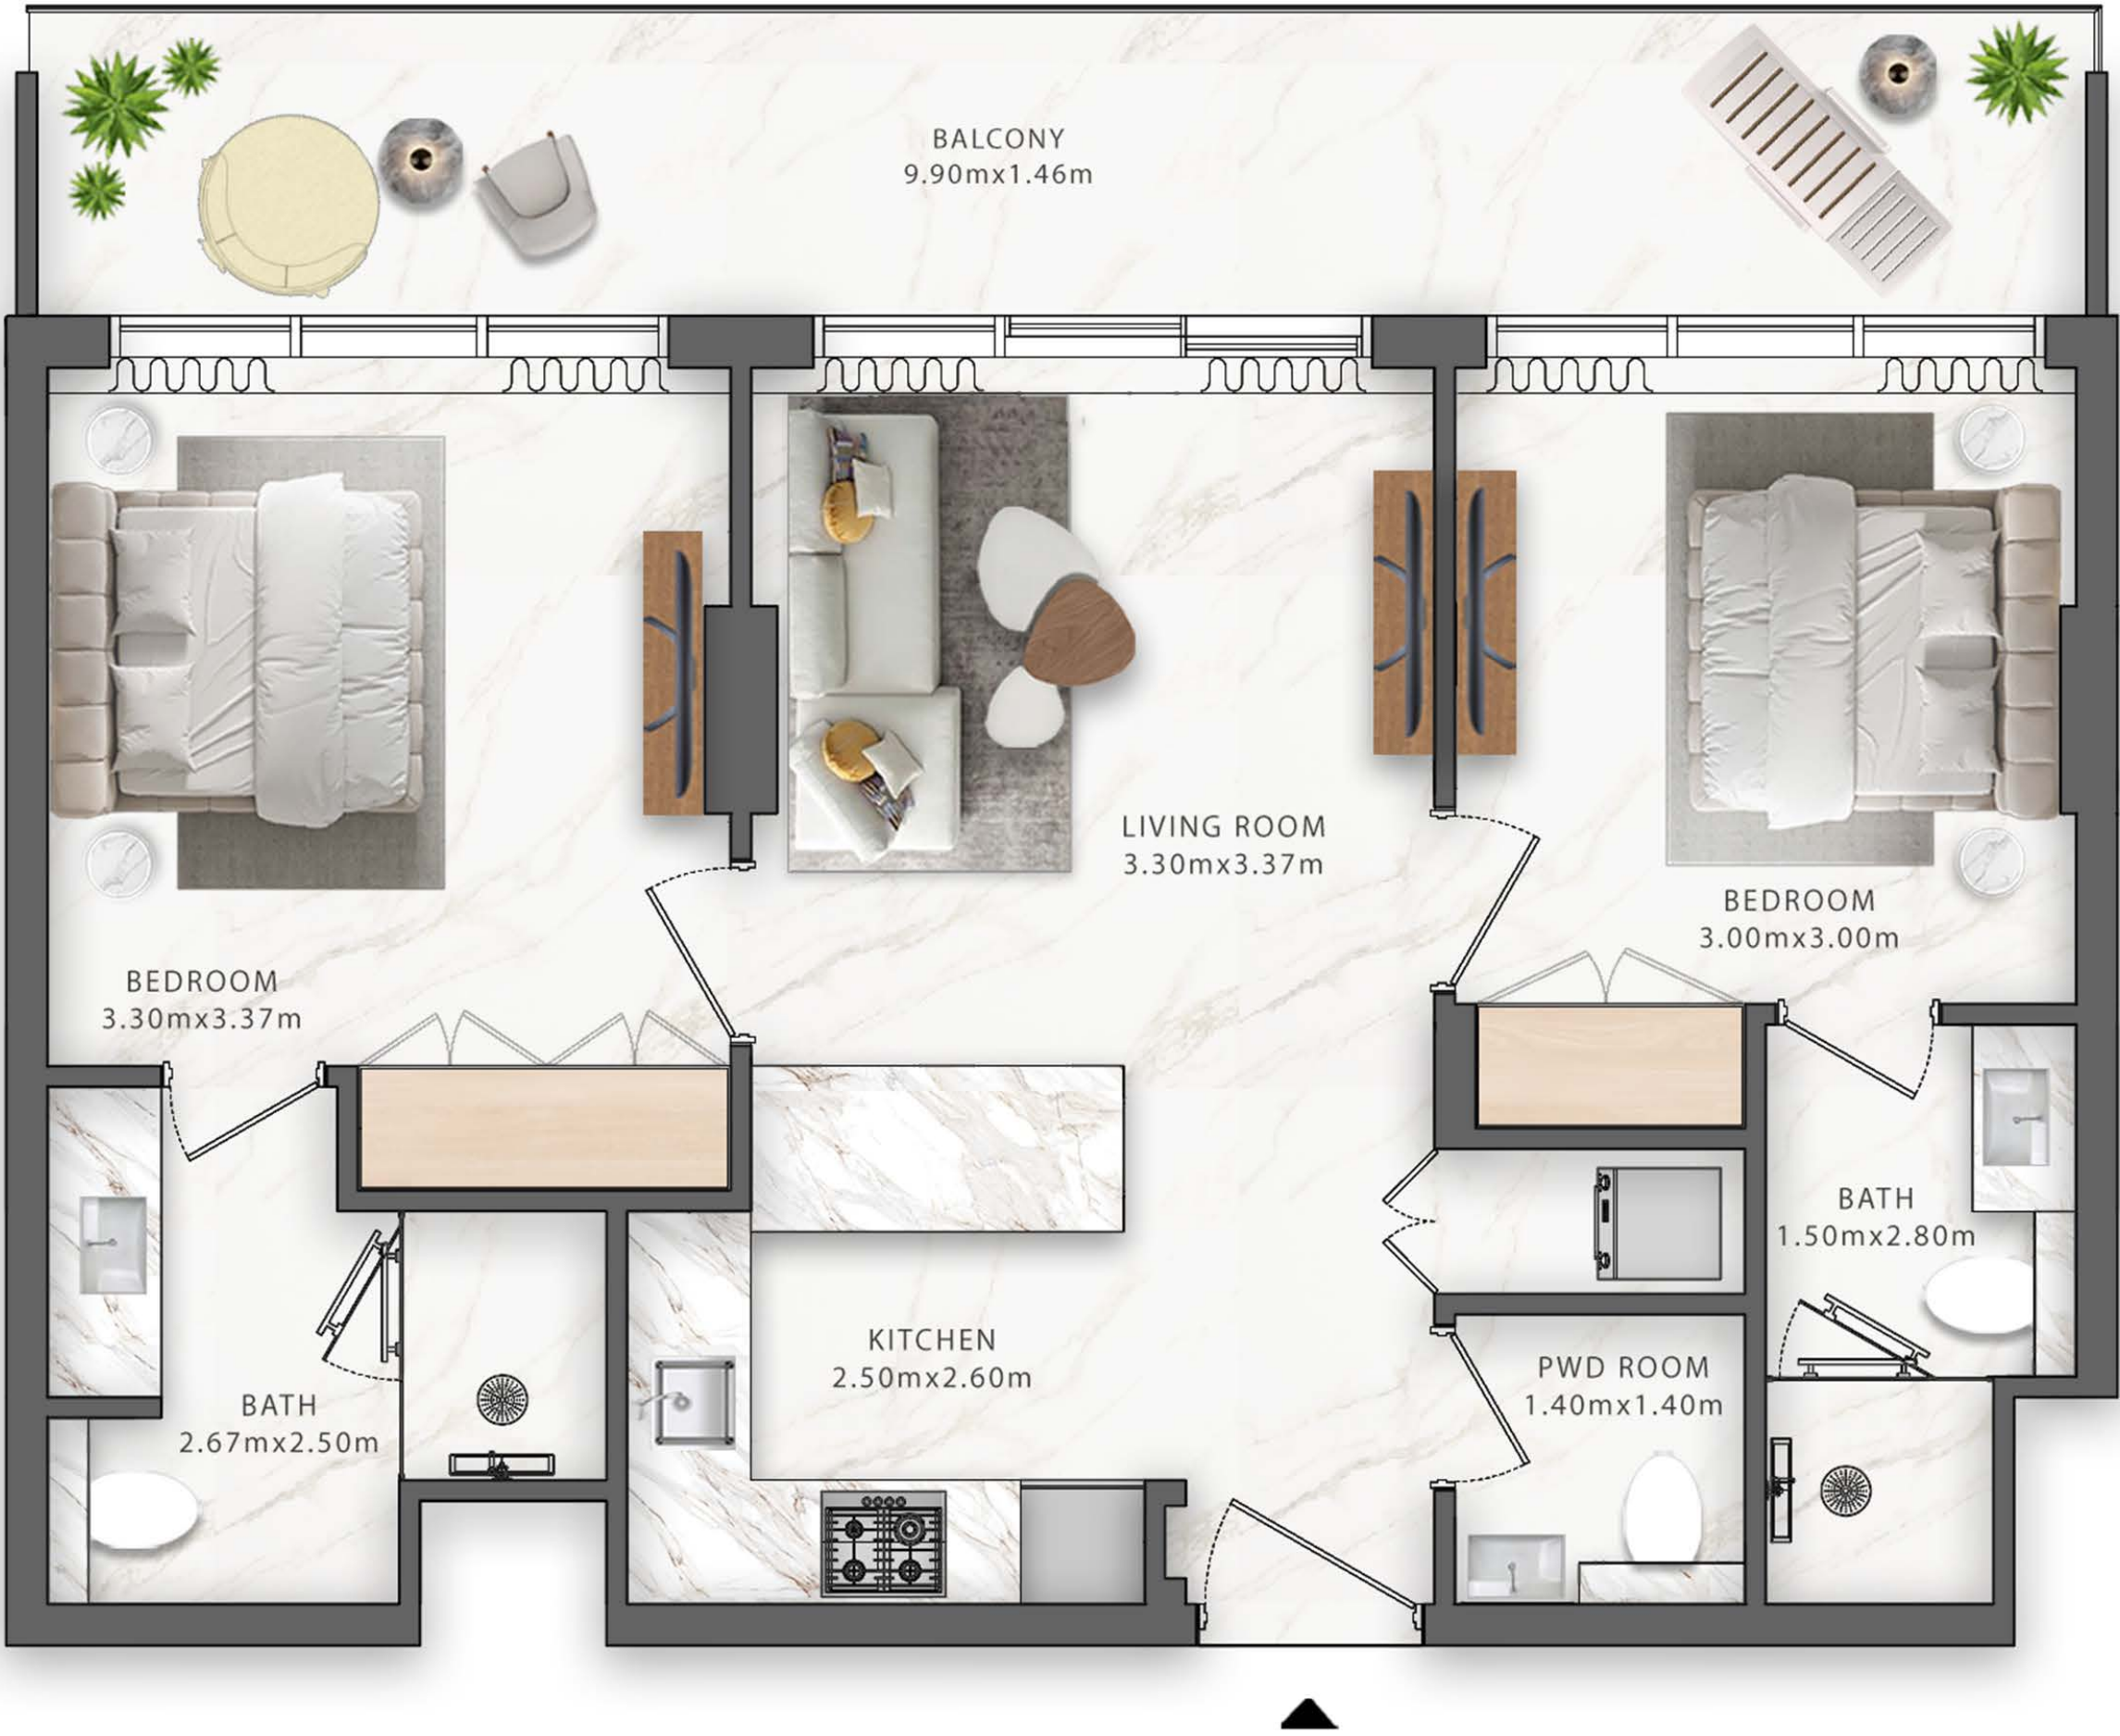 BALCONY
9.90mx1.46m
LIVING ROOM
3.30mx3.37m
BEDROOM
3.00mx3.00m
BEDROOM
3.30mx3.37m
BATH
1.50mx2.80m
KITCHEN
2.50mx2.60m
PWD ROOM
1.40mx1.40m
BATH
2.67mx2.50m